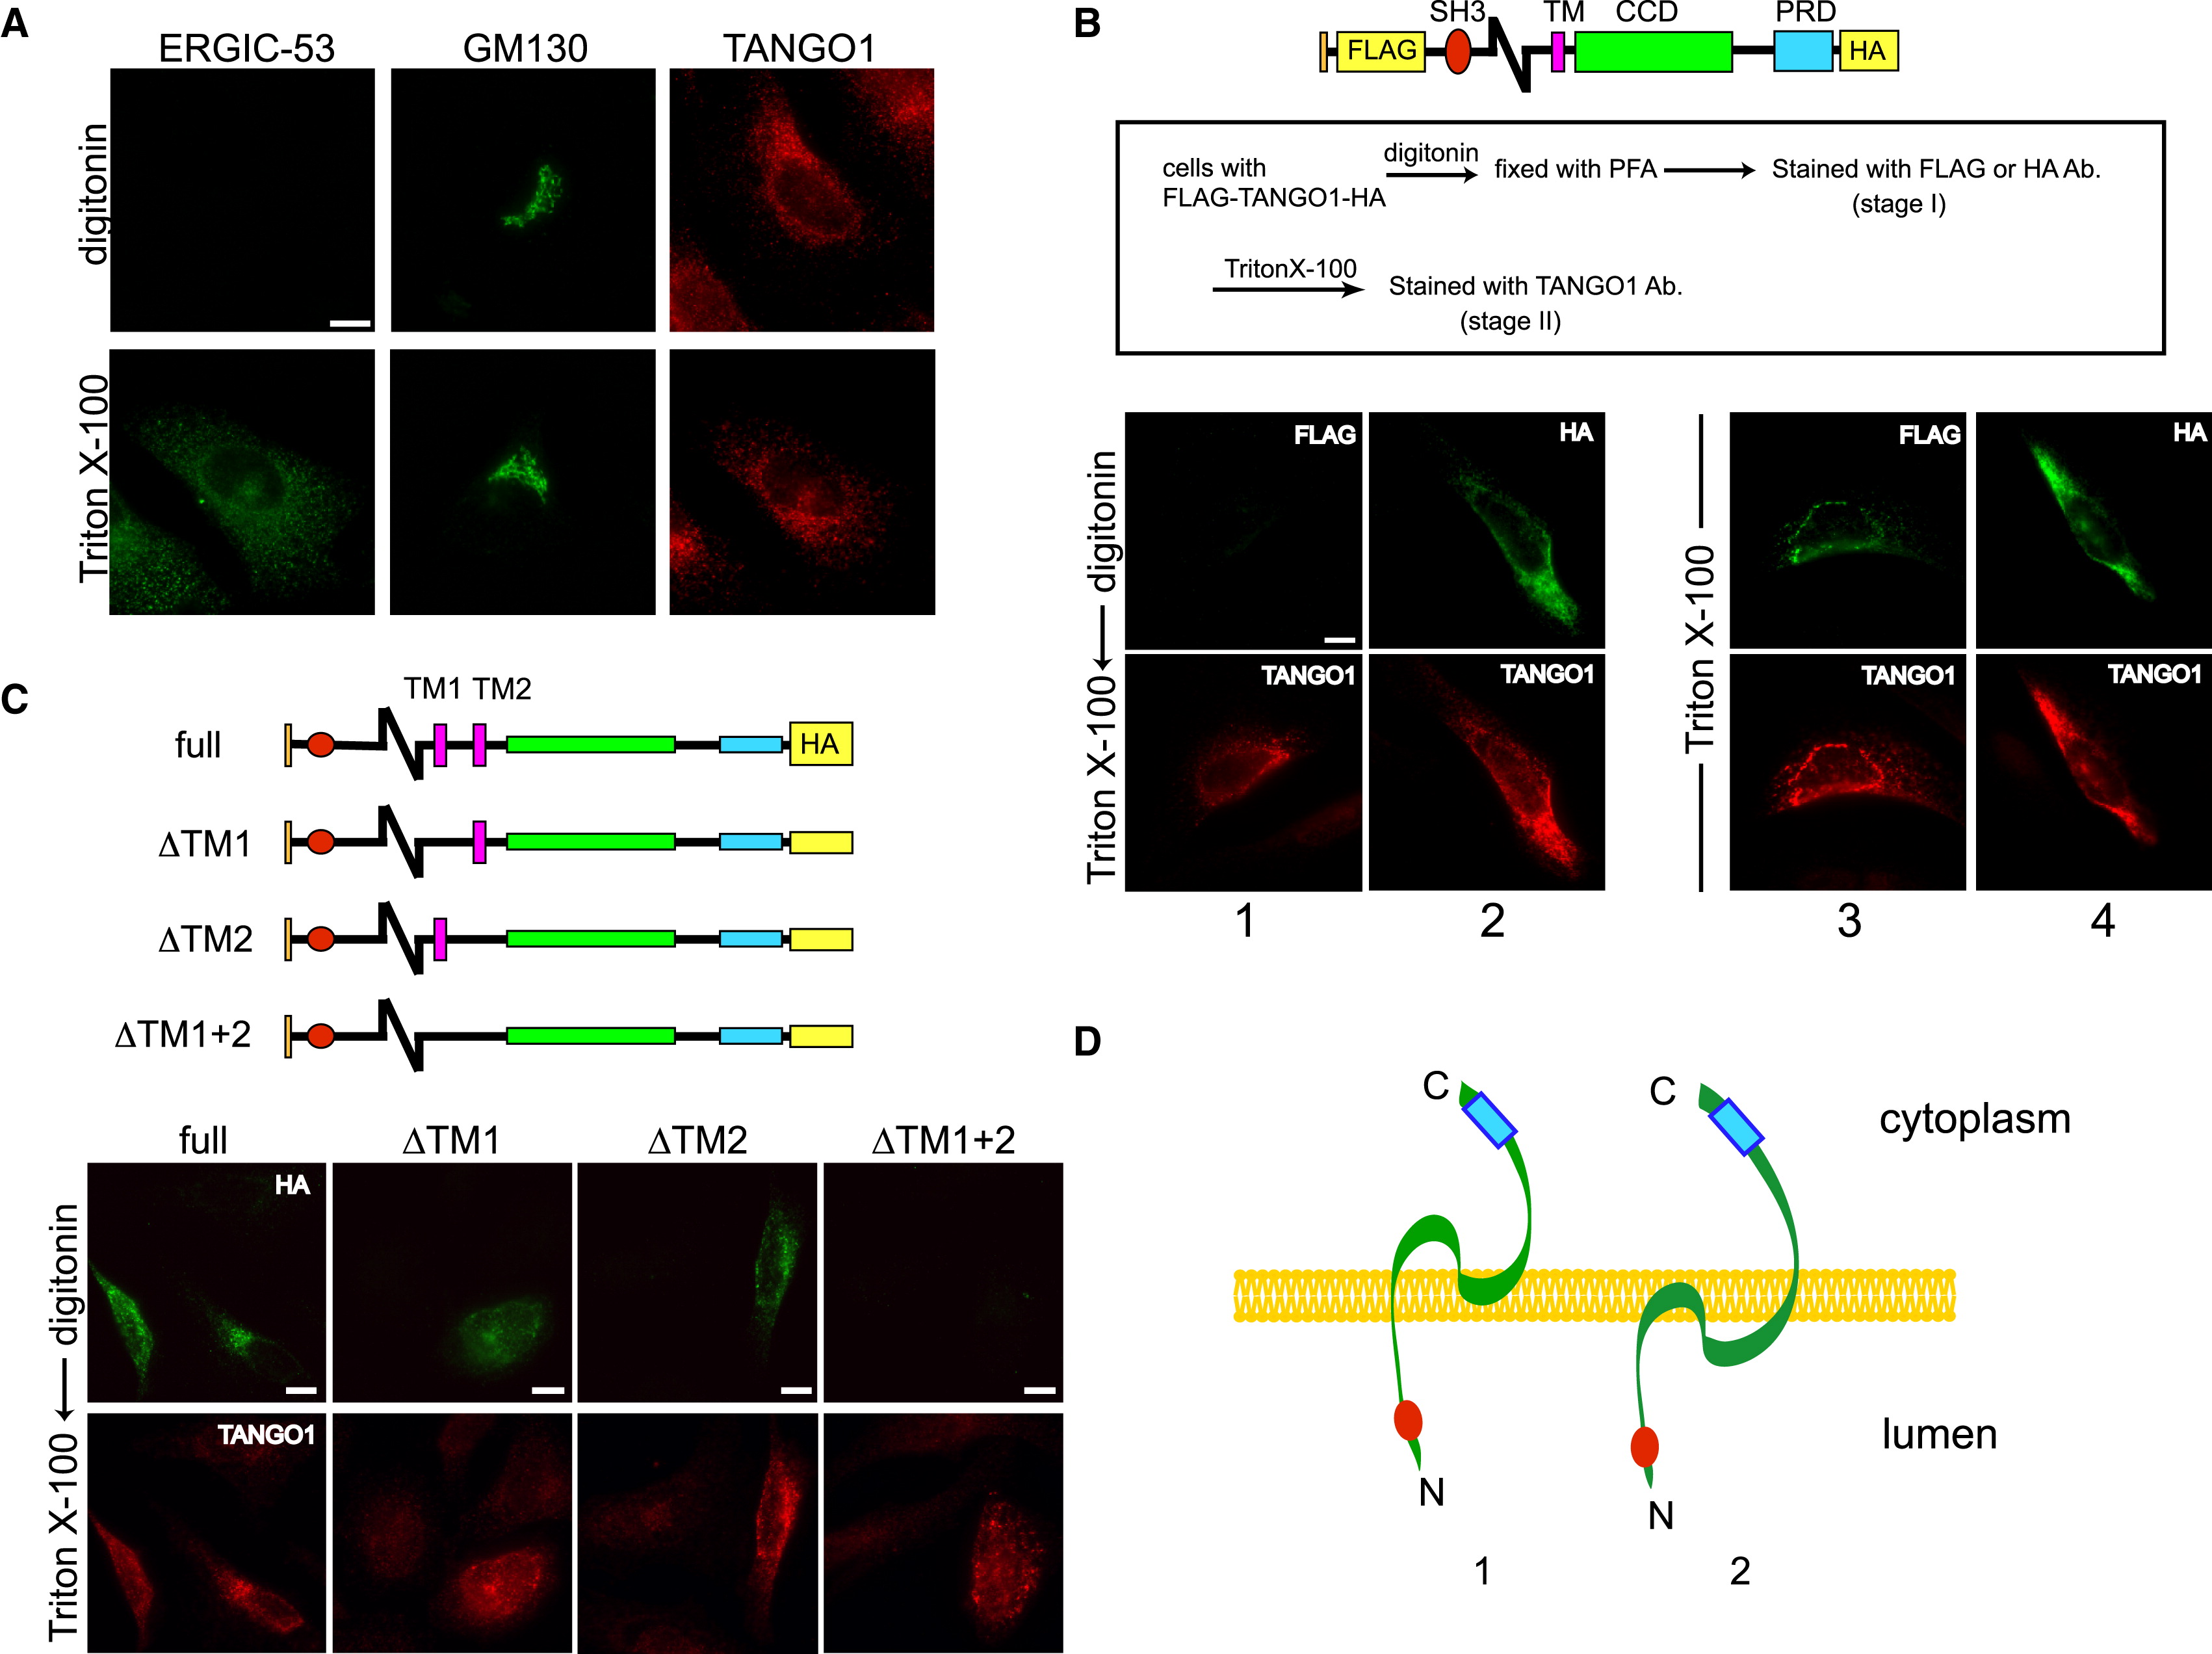 A
ERGIC-53
GM130
TANGO1
digitonin
Triton X-100
B
SH3
TM
CCD
PRD
FLAG
HA
cells with
FLAG-TANGO1-HA
digitonin
fixed with PFA
Stained with FLAG or HA Ab.
(stage I)
TritonX-100
Stained with TANGO1 Ab.
(stage II)
digitonin
Triton X-100
FLAG
HA
TANGO1
TANGO1
1
2
Triton X-100
FLAG
HA
TANGO1
TANGO1
3
4
C
TM1
TM2
full
HA
ΔTM1
ΔTM2
ΔTM1+2
full
ΔTM1
ΔTM2
ΔTM1+2
digitonin
Triton X-100
HA
TANGO1
D
C
C
cytoplasm
lumen
N
N
1
2